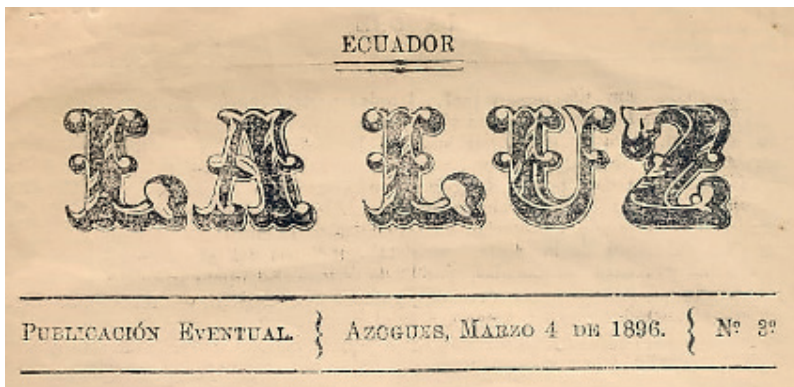 ECUADOR
LA LUZ
PUBLICACIÓN EVENTUAL. } AZOGUES, MARZO 4 DE 1896. } Nº 3º